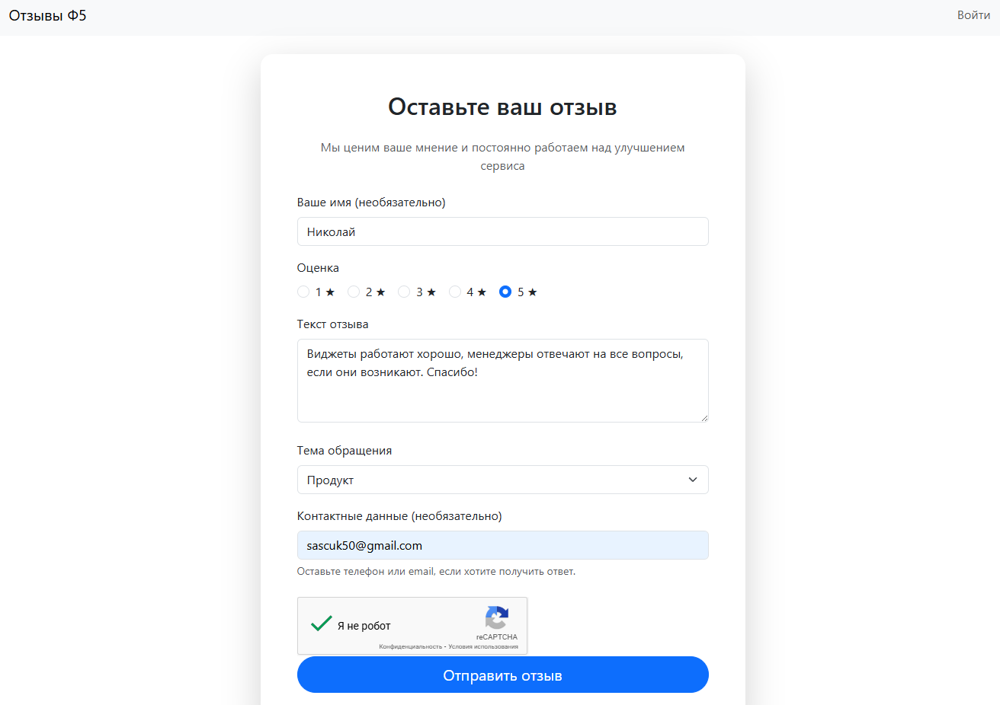 Отзывы Ф5
Войти
Оставьте ваш отзыв
Мы ценим ваше мнение и постоянно работаем над улучшением
сервиса
Ваше имя (необязательно)
Николай
Оценка
1 ★ 2 ★ 3 ★ 4 ★ 5 ★
Текст отзыва
Виджеты работают хорошо, менеджеры отвечают на все вопросы,
если они возникают. Спасибо!
Тема обращения
Продукт
Контактные данные (необязательно)
sascuk50@gmail.com
Оставьте телефон или email, если хотите получить ответ.
Я не робот
reCAPTCHA
Конфиденциальность - Условия использования
Отправить отзыв